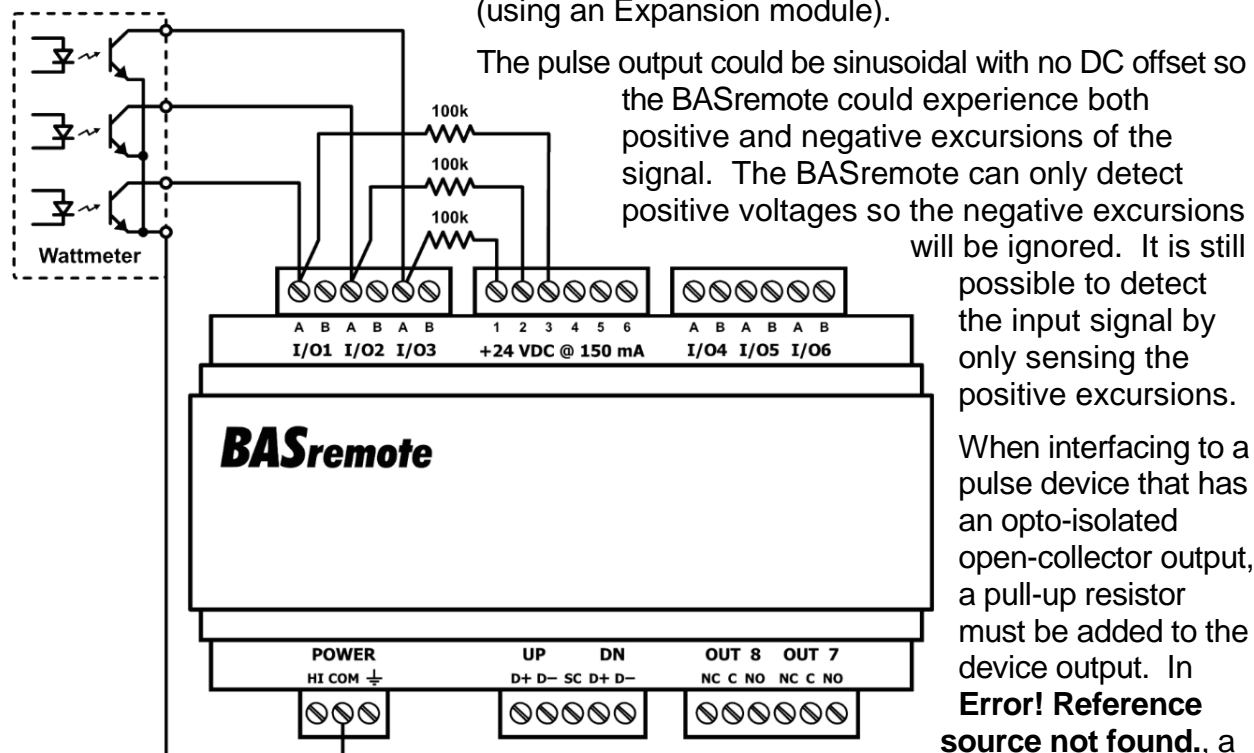 (using an Expansion module).
The pulse output could be sinusoidal with no DC offset so
the BASremote could experience both
positive and negative excursions of the
signal. The BASremote can only detect
positive voltages so the negative excursions
will be ignored. It is still
possible to detect
the input signal by
only sensing the
positive excursions.
When interfacing to a
pulse device that has
an opto-isolated
open-collector output,
a pull-up resistor
must be added to the
device output. In
Error! Reference
source not found., a
100k
100k
100k
Wattmeter
A B A B A B
I/O1 I/O2 I/O3
1 2 3 4 5 6
+24 VDC @ 150 mA
A B A B A B
I/O4 I/O5 I/O6
BASremote
POWER
HI COM ⏚
UP DN
D+ D− SC D+ D−
OUT 8 OUT 7
NC C NO NC C NO